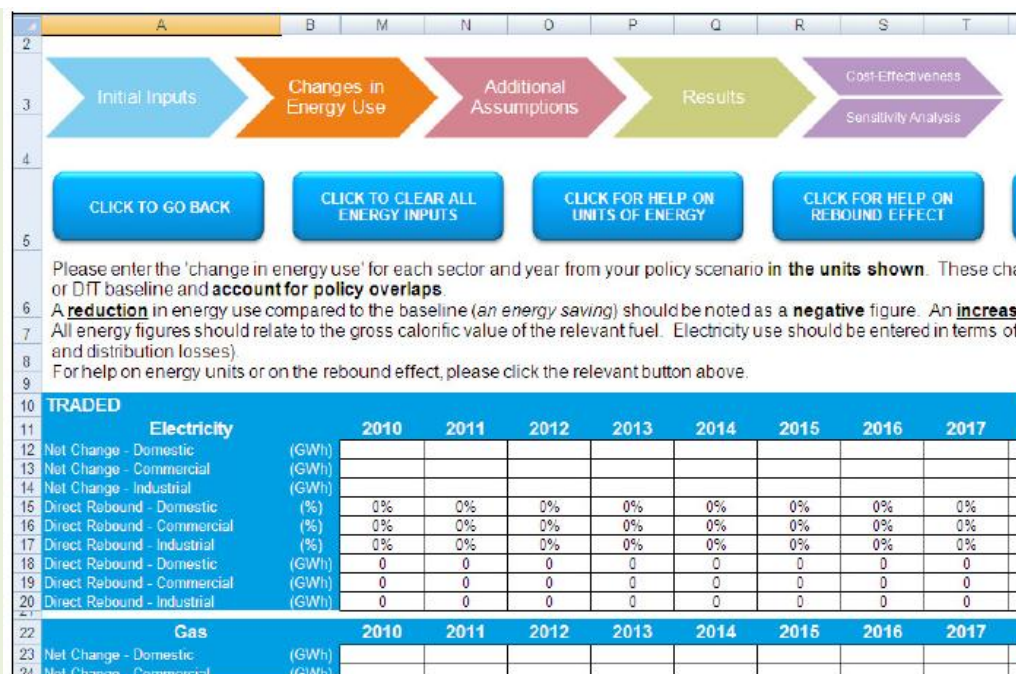 A B M N O P Q R S T
2
3
Initial Inputs
Changes in
Energy Use
Additional
Assumptions
Results
Cost-Effectiveness
Sensitivity Analysis
4
5
CLICK TO GO BACK
CLICK TO CLEAR ALL
ENERGY INPUTS
CLICK FOR HELP ON
UNITS OF ENERGY
CLICK FOR HELP ON
REBOUND EFFECT
Please enter the 'change in energy use' for each sector and year from your policy scenario in the units shown. These cha
or DfT baseline and account for policy overlaps.
6 A reduction in energy use compared to the baseline (an energy saving) should be noted as a negative figure. An increas
7 All energy figures should relate to the gross calorific value of the relevant fuel. Electricity use should be entered in terms of
8 and distribution losses).
9 For help on energy units or on the rebound effect, please click the relevant button above.
10 TRADED
11 Electricity 2010 2011 2012 2013 2014 2015 2016 2017
12 Net Change - Domestic (GWh)
13 Net Change - Commercial (GWh)
14 Net Change - Industrial (GWh)
15 Direct Rebound - Domestic (%) 0% 0% 0% 0% 0% 0% 0% 0%
16 Direct Rebound - Commercial (%) 0% 0% 0% 0% 0% 0% 0% 0%
17 Direct Rebound - Industrial (%) 0% 0% 0% 0% 0% 0% 0% 0%
18 Direct Rebound - Domestic (GWh) 0 0 0 0 0 0 0 0
19 Direct Rebound - Commercial (GWh) 0 0 0 0 0 0 0 0
20 Direct Rebound - Industrial (GWh) 0 0 0 0 0 0 0 0
22 Gas 2010 2011 2012 2013 2014 2015 2016 2017
23 Net Change - Domestic (GWh)
24 Net Change - Commercial (GWh)